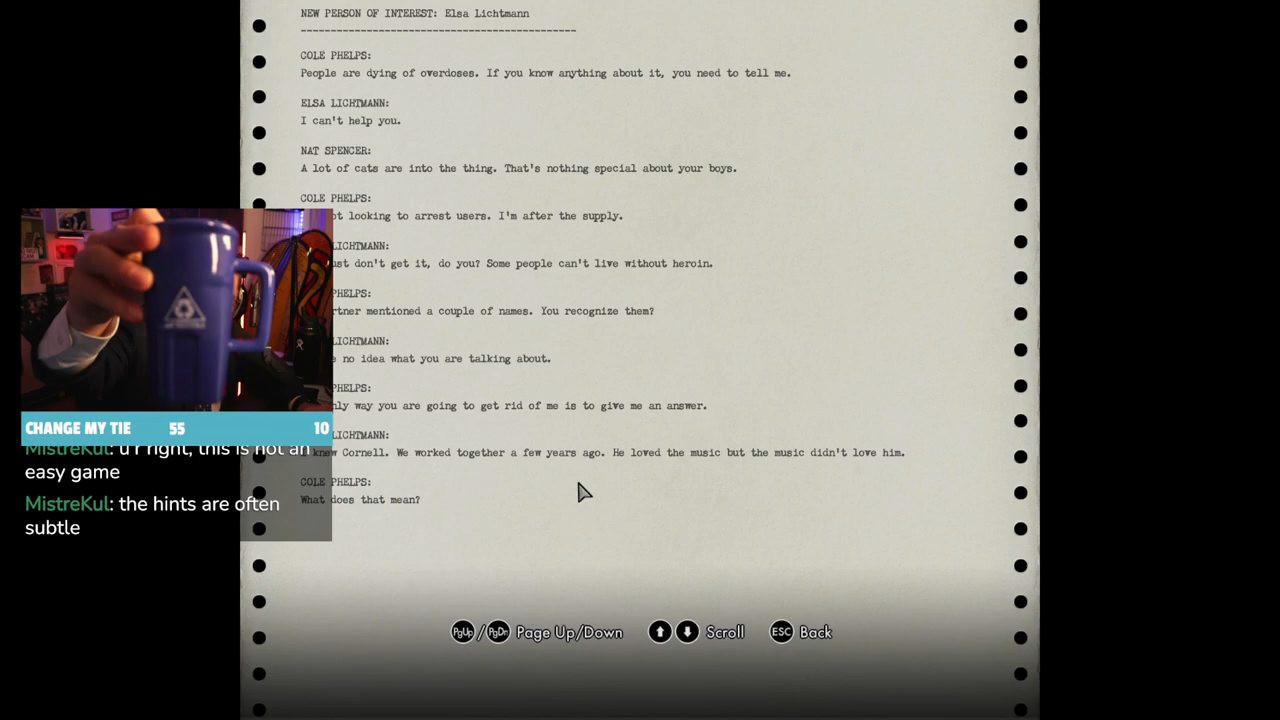 NEW PERSON OF INTEREST: Elsa Lichtmann
COLE PHELPS:
People are dying of overdoses. If you know anything about it, you need to tell me.
ELSA LICHTMANN:
I can't help you.
NAT SPENCER:
A lot of cats are into the thing. That's nothing special about your boys.
COLE PHELPS:
looking to arrest users. I'm after the supply.
LICHTMANN:
don't get it, do you? Some people can't live without heroin.
PHELPS:
mentioned a couple of names. You recognize them?
LICHTMANN:
no idea what you are talking about.
PHELPS:
way you are going to get rid of me is to give me an answer.
LICHTMANN:
knew Cornell. We worked together a few years ago. He loved the music but the music didn't love him.
COLE PHELPS:
What does that mean?
CHANGE MY TIE 55 10
MistreKul: u r right, this is not an
easy game
MistreKul: the hints are often
subtle
PgUp / PgDn Page Up/Down Scroll ESC Back